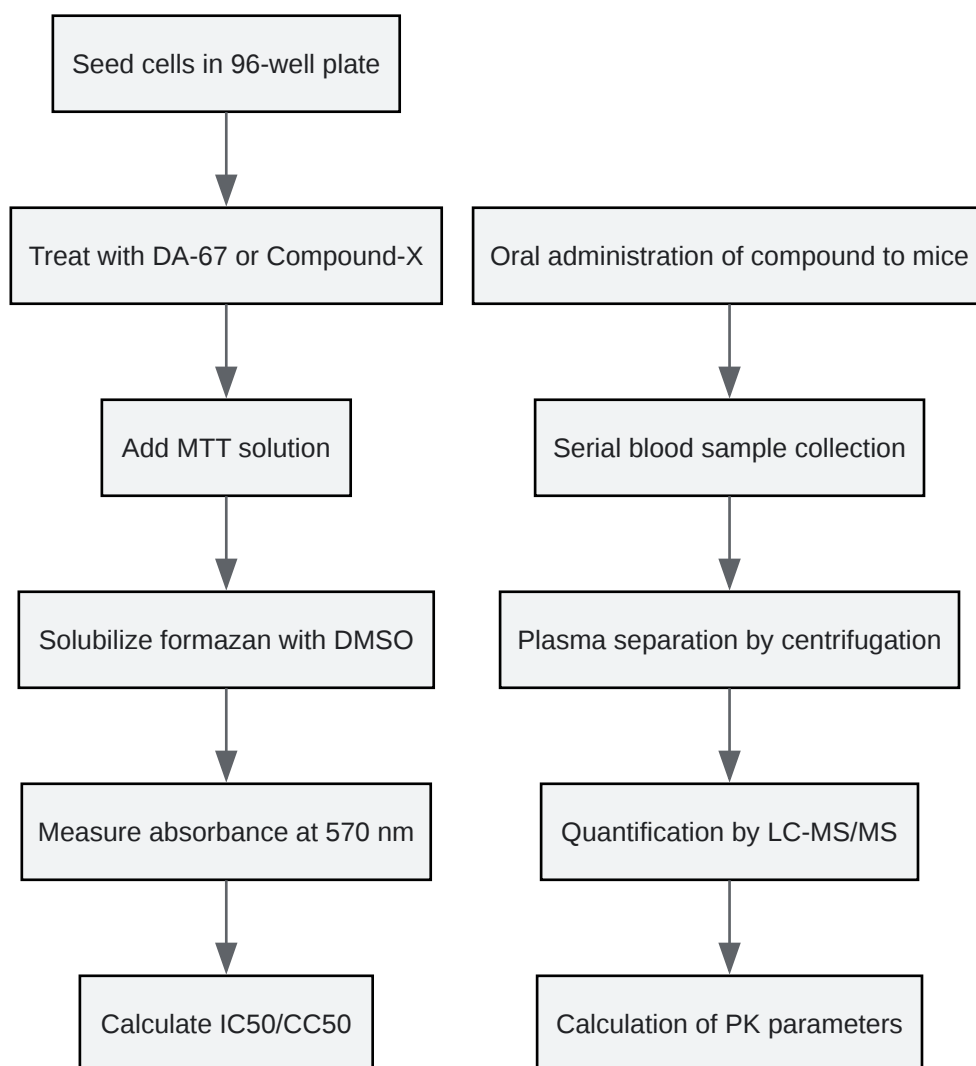 Seed cells in 96-well plate
Treat with DA-67 or Compound-X
Add MTT solution
Solubilize formazan with DMSO
Measure absorbance at 570 nm
Calculate IC50/CC50
Oral administration of compound to mice
Serial blood sample collection
Plasma separation by centrifugation
Quantification by LC-MS/MS
Calculation of PK parameters